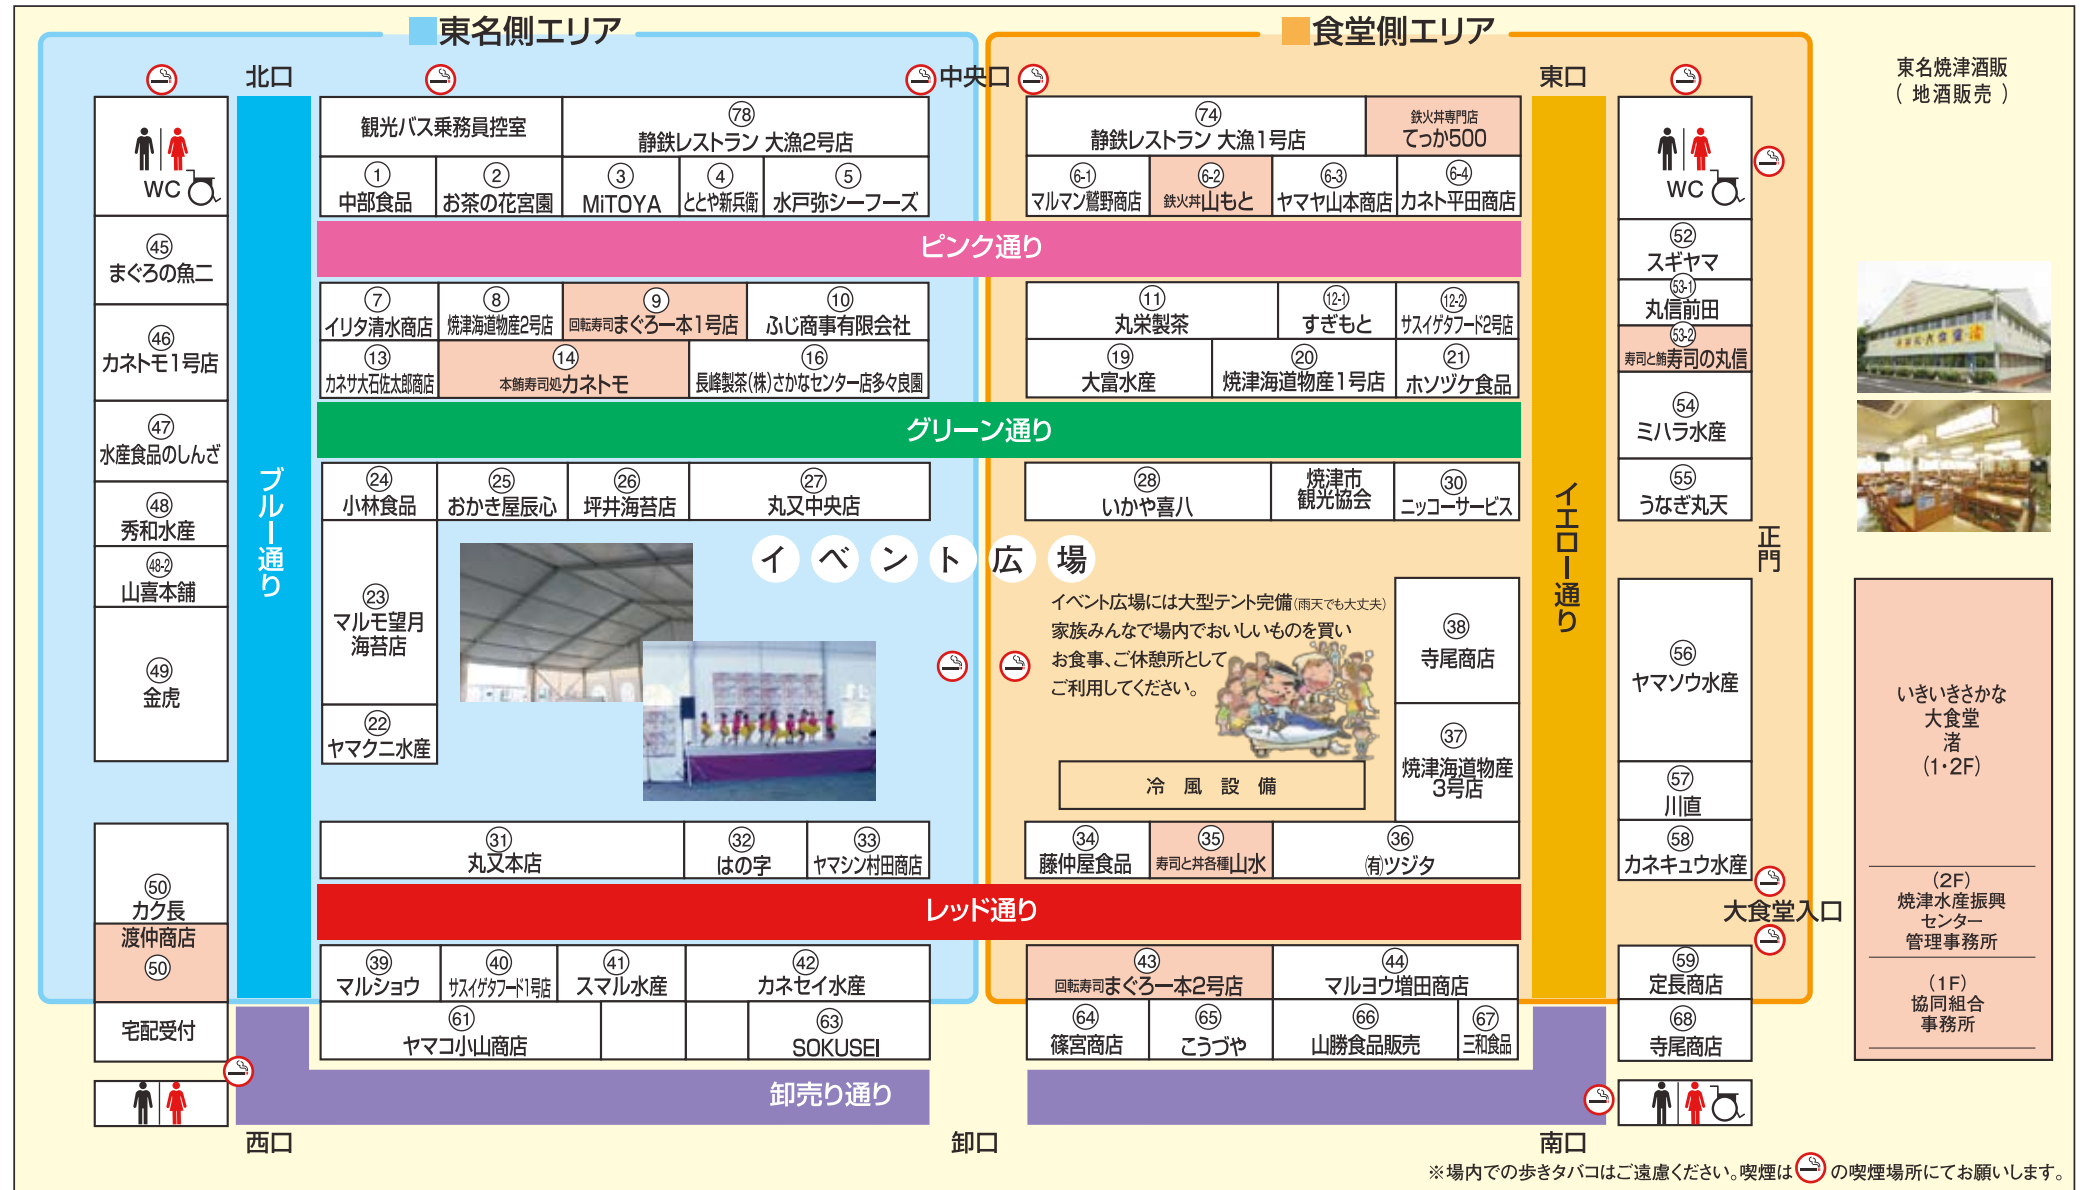 東名側エリア
食堂側エリア
北口
中央口
東口
東名焼津酒販
( 地酒販売 )
観光バス乗務員控室
78
静鉄レストラン 大漁2号店
74
静鉄レストラン 大漁1号店
鉄火丼専門店
てっか500
WC
1
中部食品
2
お茶の花宮園
3
MiTOYA
4
ととや新兵衛
5
水戸弥シーフーズ
6-1
マルマン鷲野商店
6-2
鉄火丼山もと
6-3
ヤマヤ山本商店
6-4
カネト平田商店
WC
ピンク通り
45
まぐろの魚二
46
カネトモ1号店
47
水産食品のしんざ
48
秀和水産
48-2
山喜本舗
49
金虎
50
カク長
渡仲商店
50
宅配受付
ブルー通り
7
イリタ清水商店
8
焼津海道物産2号店
9
回転寿司まぐろ一本1号店
10
ふじ商事有限会社
11
丸栄製茶
12-1
すぎもと
12-2
サスイゲタフード2号店
13
カネサ大石佐太郎商店
14
本鮪寿司処カネトモ
16
長峰製茶(株)さかなセンター店多々良園
19
大富水産
20
焼津海道物産1号店
21
ホソヅケ食品
グリーン通り
24
小林食品
25
おかき屋辰心
26
坪井海苔店
27
丸又中央店
28
いかや喜八
焼津市
観光協会
30
ニッコーサービス
23
マルモ望月
海苔店
22
ヤマクニ水産
イベント広場
イベント広場には大型テント完備(雨天でも大丈夫)
家族みんなで場内でおいしいものを買い
お食事、ご休憩所として
ご利用してください。
冷風設備
38
寺尾商店
37
焼津海道物産
3号店
31
丸又本店
32
はの字
33
ヤマシン村田商店
34
藤仲屋食品
35
寿司と丼各種山水
36
(有)ツジタ
レッド通り
39
マルショウ
40
サスイゲタフード1号店
41
スマル水産
42
カネセイ水産
43
回転寿司まぐろ一本2号店
44
マルヨウ増田商店
61
ヤマコ小山商店
63
SOKUSEI
64
篠宮商店
65
こうづや
66
山勝食品販売
67
三和食品
卸売り通り
イエロー通り
52
スギヤマ
53-1
丸信前田
53-2
寿司と鮪寿司の丸信
54
ミハラ水産
55
うなぎ丸天
正門
56
ヤマソウ水産
57
川直
58
カネキュウ水産
大食堂入口
59
定長商店
68
寺尾商店
いきいきさかな
大食堂
渚
(1・2F)
(2F)
焼津水産振興
センター
管理事務所
(1F)
協同組合
事務所
西口
卸口
南口
※場内での歩きタバコはご遠慮ください。喫煙は の喫煙場所にてお願いします。